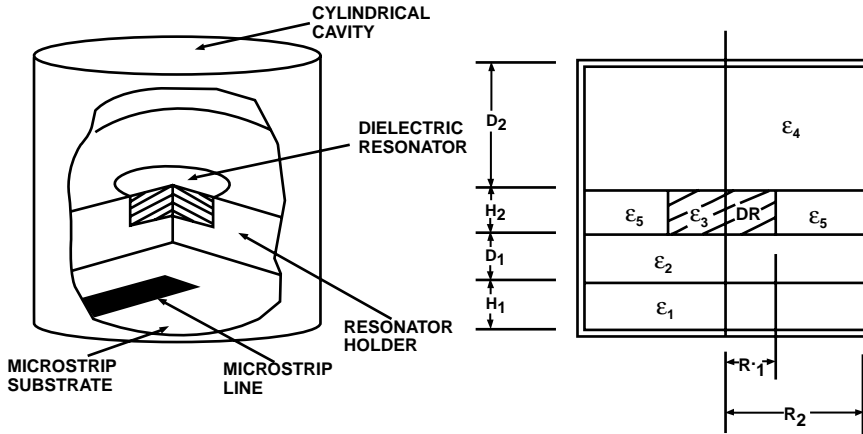 CYLINDRICAL
CAVITY
DIELECTRIC
RESONATOR
RESONATOR
HOLDER
MICROSTRIP
SUBSTRATE
MICROSTRIP
LINE
D2
H2
D1
H1
ε4
ε5
ε3
DR
ε5
ε2
ε1
R·1
R2